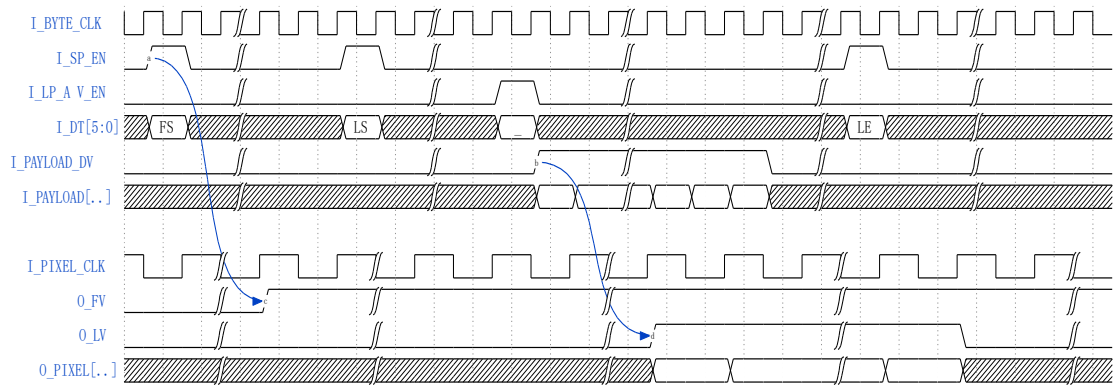 I_BYTE_CLK
I_SP_EN
a
I_LP_A V_EN
I_DT[5:0] FS LS _ LE
I_PAYLOAD_DV
b
I_PAYLOAD[..]
I_PIXEL_CLK
O_FV
c
O_LV
d
O_PIXEL[..]